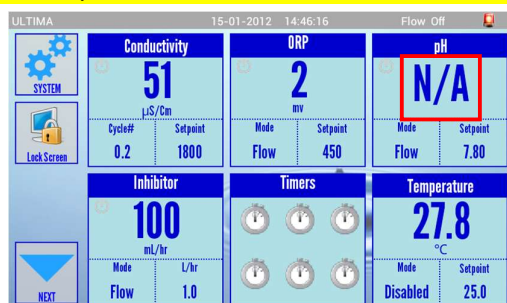 ULTIMA 15-01-2012 14:46:16 Flow Off
SYSTEM
Lock Screen
NEXT
Conductivity
51
µS/Cm
Cycle# Setpoint
0.2 1800
ORP
2
mv
Mode Setpoint
Flow 450
pH
N/A
Mode Setpoint
Flow 7.80
Inhibitor
100
mL/hr
Mode L/hr
Flow 1.0
Timers
Temperature
27.8
°C
Mode Setpoint
Disabled 25.0